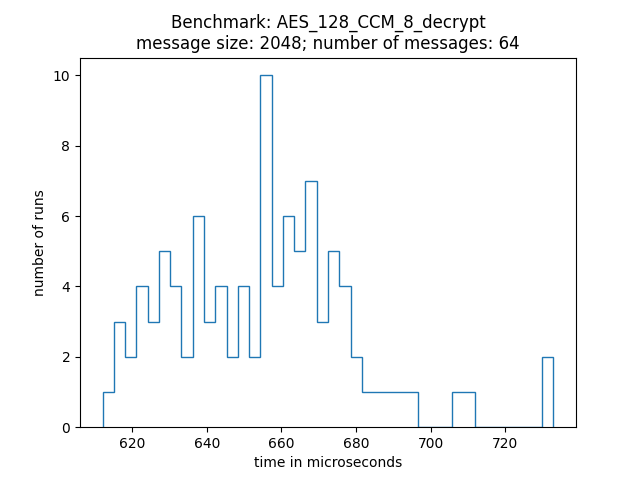 Benchmark: AES_128_CCM_8_decrypt
message size: 2048; number of messages: 64
10
8
6
4
2
0
number of runs
620 640 660 680 700 720
time in microseconds